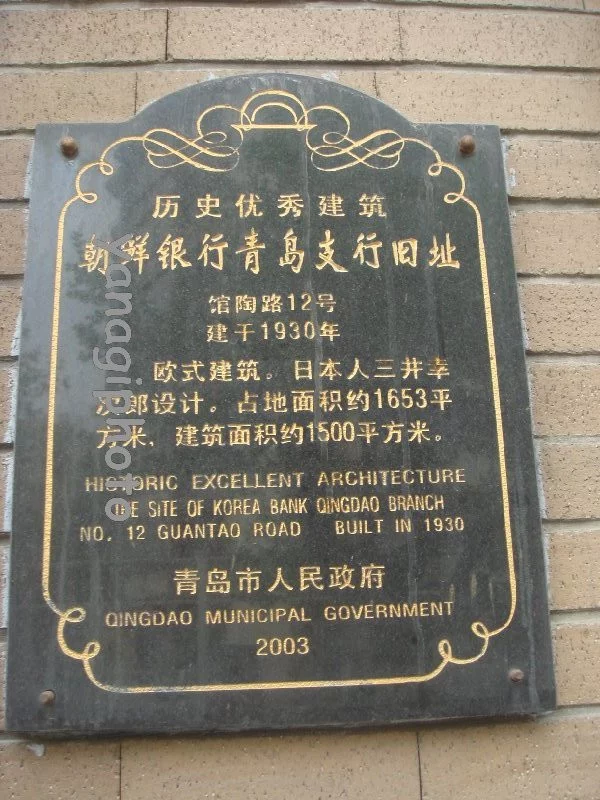 历史优秀建筑
朝鲜银行青岛支行旧址
馆陶路12号
建于1930年
欧式建筑。日本人三井幸
次郎设计。占地面积约1653平
方米，建筑面积约1500平方米。
HISTORIC EXCELLENT ARCHITECTURE
THE SITE OF KOREA BANK QINGDAO BRANCH
NO. 12 GUANTAO ROAD BUILT IN 1930
青岛市人民政府
QINGDAO MUNICIPAL GOVERNMENT
2003
Yanagiphoto